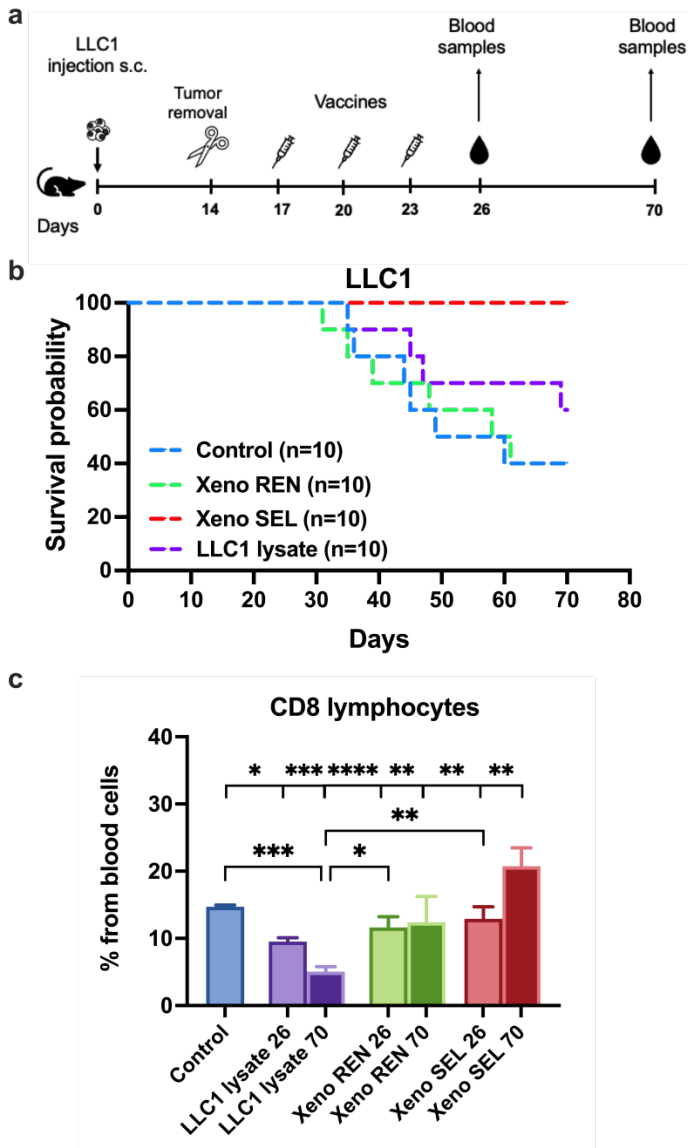 a
LLC1
injection s.c.
Tumor
removal
Vaccines
Blood
samples
Blood
samples
Days
0
14
17
20
23
26
70
b
LLC1
Survival probability
100
80
60
40
20
0
Control (n=10)
Xeno REN (n=10)
Xeno SEL (n=10)
LLC1 lysate (n=10)
0 10 20 30 40 50 60 70 80
Days
c
CD8 lymphocytes
% from blood cells
40
30
20
10
0
* *** **** ** ** **
**
*** *
Control
LLC1 lysate 26
LLC1 lysate 70
Xeno REN 26
Xeno REN 70
Xeno SEL 26
Xeno SEL 70